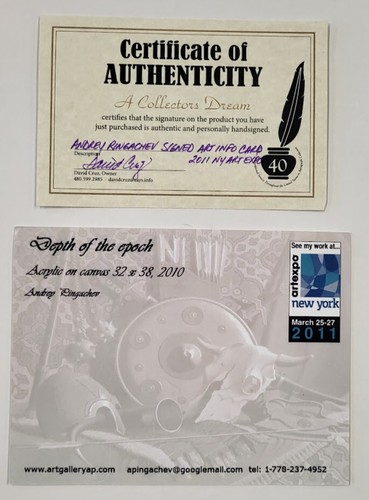 Certificate of
AUTHENTICITY
A Collectors Dream
certifies that the signature on the product you have
just purchased is authentic and personally handsigned.
ANDREY PINGACHEV SIGNED ART INFO CARD
Description
2011 NY ART EXPO
David Cruz, Owner
40
Depth of the epoch
Acrylic on canvas 32 x 38, 2010
Andrey Pingachev
See my work at...
artexpo
new york
March 25-27
2011
www.artgalleryap.com apingachev@googlemail.com tel: 1-778-237-4952